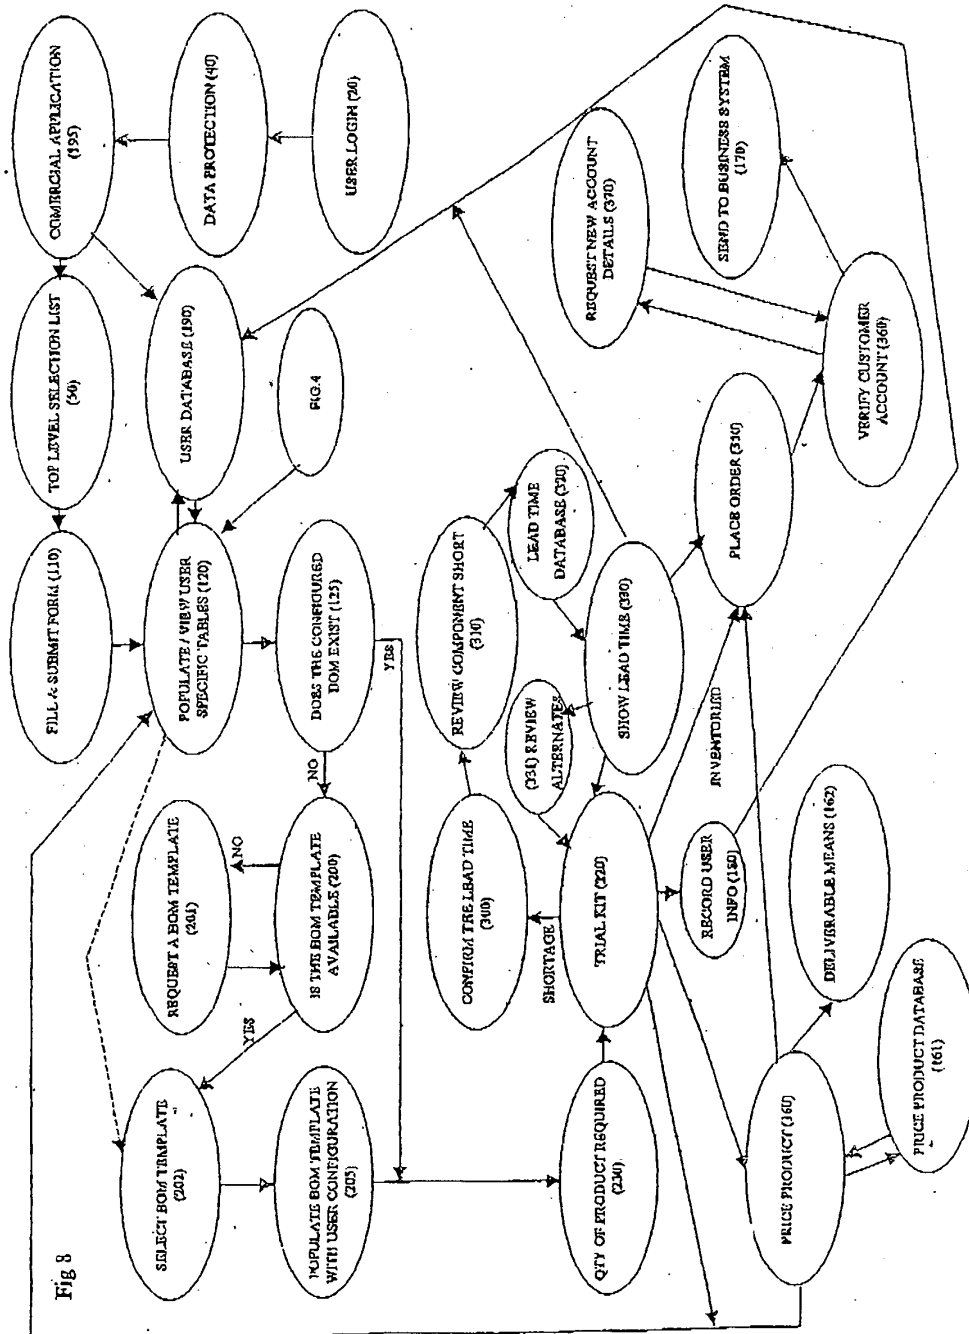 Fig 8
COMERCIAL APPLICATION
(195)
DATA PROTECTION (40)
USER LOGIN (20)
TOP LEVEL SELECTION LIST
(50)
USER DATABASE (190)
FIG.4
FILL & SUBMIT FORM (110)
POPULATE / VIEW USER
SPECIFIC TABLES (120)
DOES THE CONFIGURED
BOM EXIST (125)
YES
NO
REQUEST A BOM TEMPLATE
(201)
NO
IS THE BOM TEMPLATE
AVAILABLE (200)
YES
SELECT BOM TEMPLATE
(202)
POPULATE BOM TEMPLATE
WITH USER CONFIGURATION
(205)
REVIEW COMPONENT SHORT
(310)
LEAD TIME
DATABASE (320)
SHOW LEAD TIME (330)
(331) REVIEW
ALTERNATES
CONFIRM THE LEAD TIME
(300)
SHORTAGE
TRIAL KIT (220)
QTY OF PRODUCT REQUIRED
(230)
REQUEST NEW ACCOUNT
DETAILS (370)
SEND TO BUSINESS SYSTEM
(170)
PLACE ORDER (350)
VERIFY CUSTOMER
ACCOUNT (360)
INVENTORIED
RECORD USER
INFO (180)
DELIVERABLE MEANS (162)
PRICE PRODUCT (160)
PRICE PRODUCT DATABASE
(161)